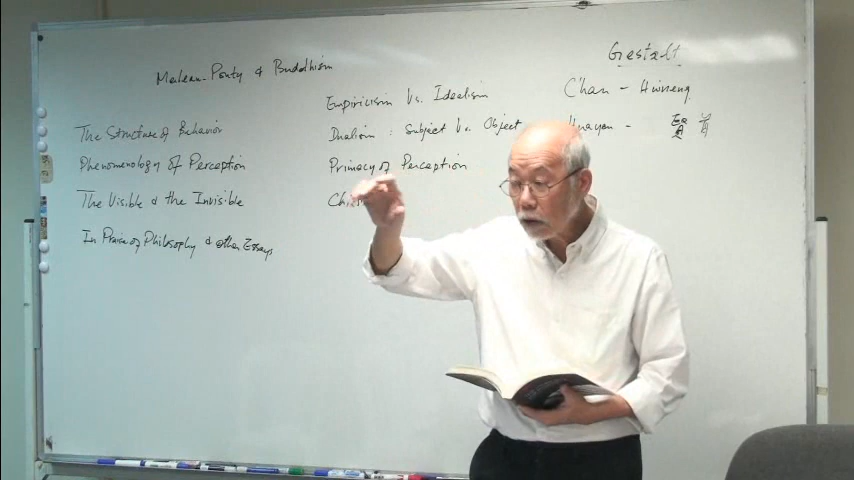 Merleau-Ponty & Buddhism
Gestalt
Empiricism Vs. Idealism
Ch'an - Huineng
The Structure of Behavior
Dualism : Subject Vs. Object
Huayen -
Phenomenology of Perception
Primacy of Perception
The Visible & the Invisible
In Praise of Philosophy & other Essays